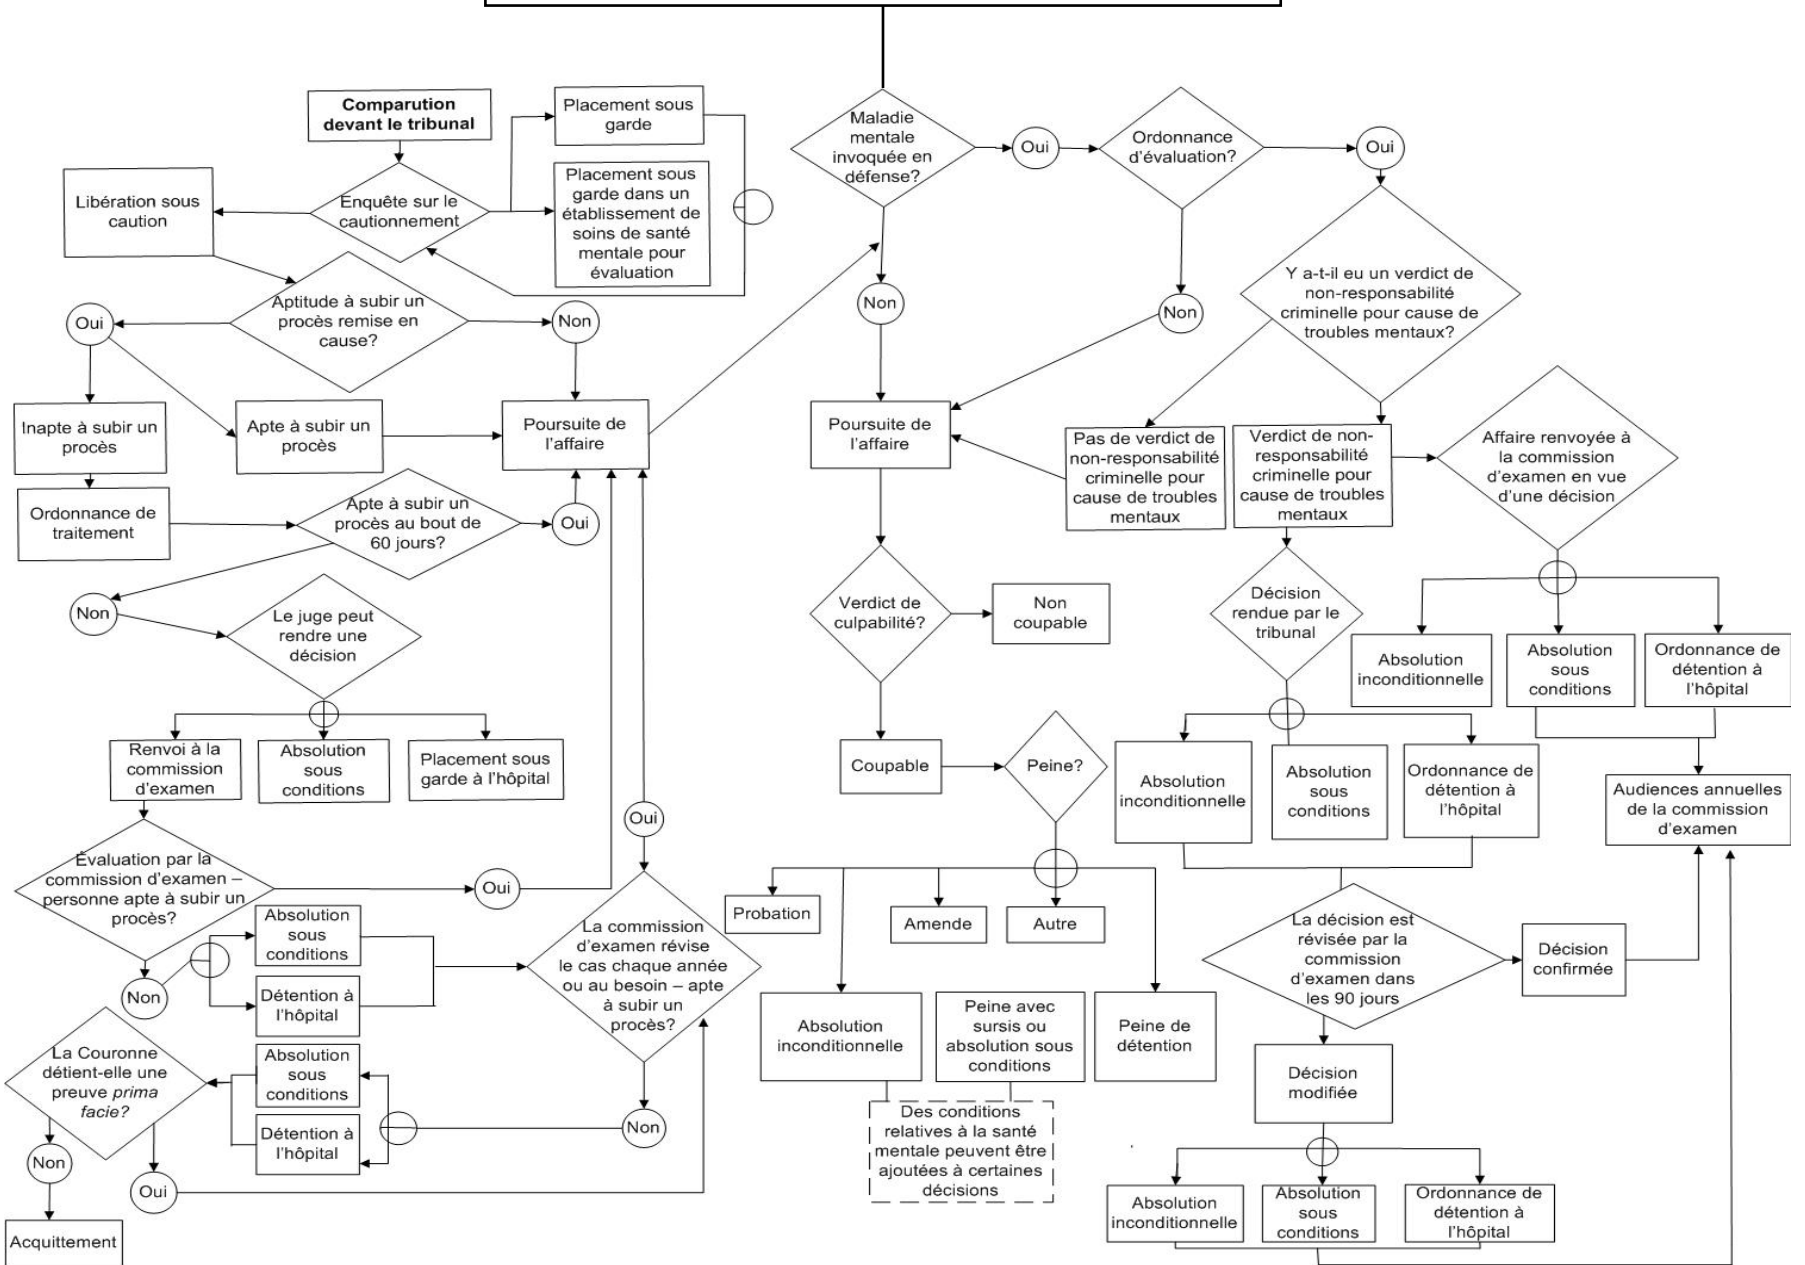 Comparution
devant le tribunal
Placement sous
garde
Libération sous
caution
Enquête sur le
cautionnement
Placement sous
garde dans un
établissement de
soins de santé
mentale pour
évaluation
Aptitude à subir un
procès remise en
cause?
Oui
Non
Inapte à subir un
procès
Apte à subir un
procès
Poursuite de
l'affaire
Ordonnance de
traitement
Apte à subir un
procès au bout de
60 jours?
Oui
Non
Le juge peut
rendre une
décision
Renvoi à la
commission
d'examen
Absolution
sous
conditions
Placement sous
garde à l'hôpital
Oui
Évaluation par la
commission d'examen –
personne apte à subir un
procès?
Oui
Non
Absolution
sous
conditions
Détention à
l'hôpital
La commission
d'examen révise
le cas chaque année
ou au besoin – apte
à subir un
procès?
La Couronne
détient-elle une
preuve prima
facie?
Absolution
sous
conditions
Détention à
l'hôpital
Non
Non
Oui
Acquittement
Maladie
mentale
invoquée en
défense?
Oui
Ordonnance
d'évaluation?
Oui
Non
Non
Y a-t-il eu un verdict de
non-responsabilité
criminelle pour cause de
troubles mentaux?
Poursuite de
l'affaire
Pas de verdict de
non-responsabilité
criminelle pour
cause de troubles
mentaux
Verdict de non-
responsabilité
criminelle pour
cause de troubles
mentaux
Affaire renvoyée à
la commission
d'examen en vue
d'une décision
Verdict de
culpabilité?
Non
coupable
Décision
rendue par le
tribunal
Absolution
inconditionnelle
Absolution
sous
conditions
Ordonnance de
détention à
l'hôpital
Coupable
Peine?
Absolution
inconditionnelle
Absolution
sous
conditions
Ordonnance de
détention à
l'hôpital
Audiences annuelles
de la commission
d'examen
Probation
Amende
Autre
La décision est
révisée par la
commission
d'examen dans
les 90 jours
Décision
confirmée
Absolution
inconditionnelle
Peine avec
sursis ou
absolution sous
conditions
Peine de
détention
Décision
modifiée
Des conditions
relatives à la santé
mentale peuvent être
ajoutées à certaines
décisions
Absolution
inconditionnelle
Absolution
sous
conditions
Ordonnance de
détention à
l'hôpital